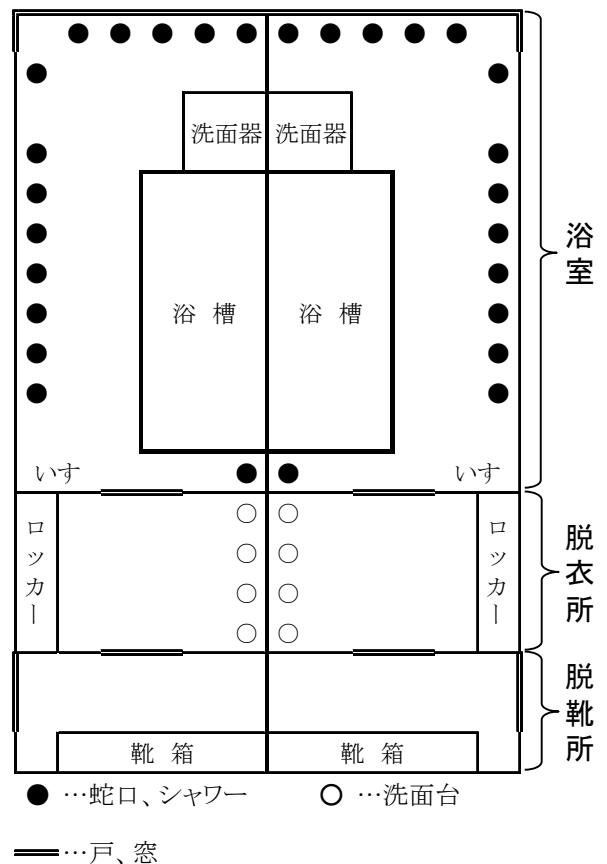 洗面器 洗面器
浴室
浴 槽 浴 槽
いす いす
ロッカー ロッカー
脱衣所
脱靴所
靴 箱 靴 箱
● …蛇口、シャワー ○ …洗面台
…戸、窓